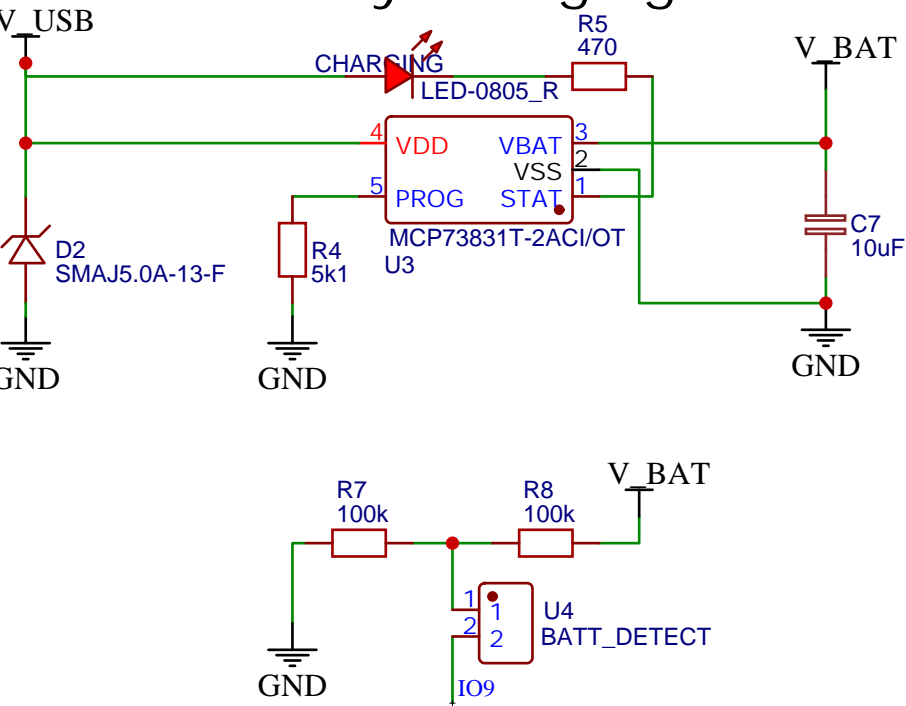 V_USB
R5
470
V_BAT
CHARGING
LED-0805_R
4
VDD
VBAT
3
VSS
2
5
PROG
STAT
1
C7
10uF
MCP73831T-2ACI/OT
U3
R4
5k1
D2
SMAJ5.0A-13-F
GND
GND
GND
V_BAT
R7
100k
R8
100k
1
1
2
2
U4
BATT_DETECT
IO9
GND